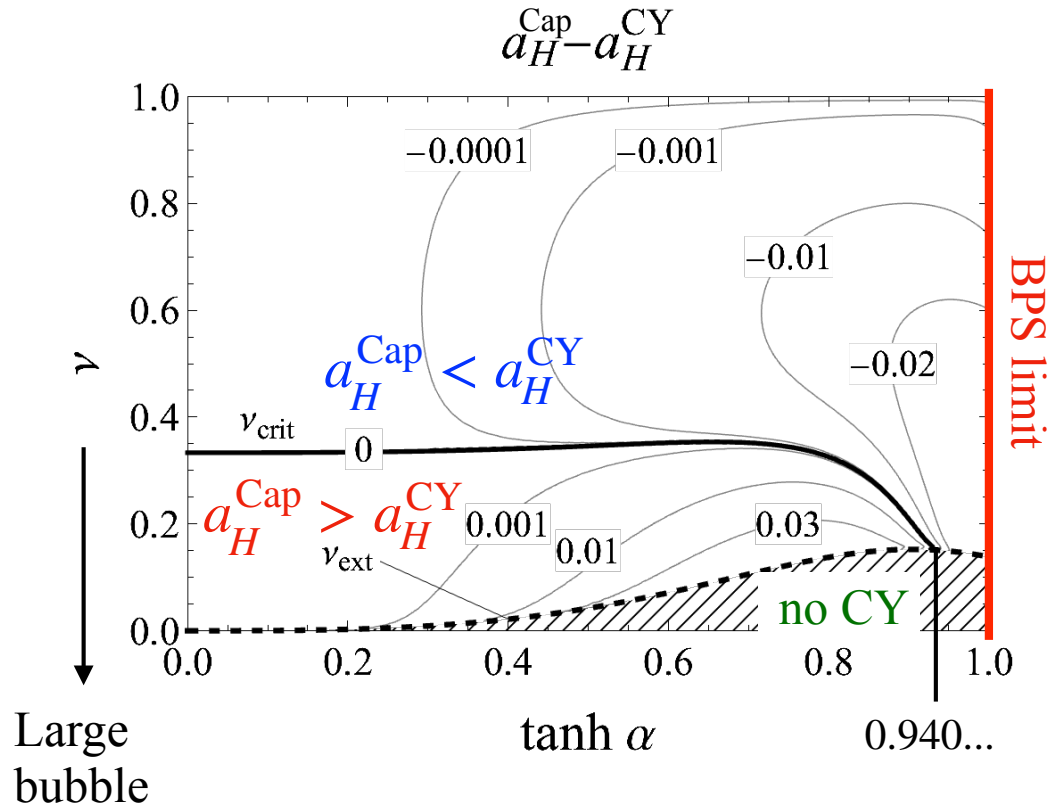 a_H^Cap − a_H^CY
1.0
0.8
0.6
0.4
0.2
0.0
ν
−0.0001
−0.001
−0.01
−0.02
a_H^Cap < a_H^CY
ν_crit
0
a_H^Cap > a_H^CY
0.001
0.01
0.03
ν_ext
no CY
BPS limit
0.0 0.2 0.4 0.6 0.8 1.0
tanh α
0.940...
Large
bubble